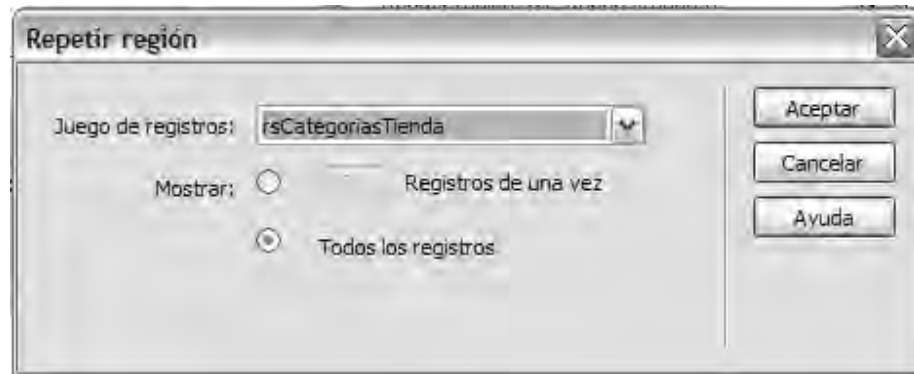 Repetir región
Juego de registros: rsCategoriasTienda
Aceptar
Mostrar: Registros de una vez
Cancelar
Todos los registros
Ayuda